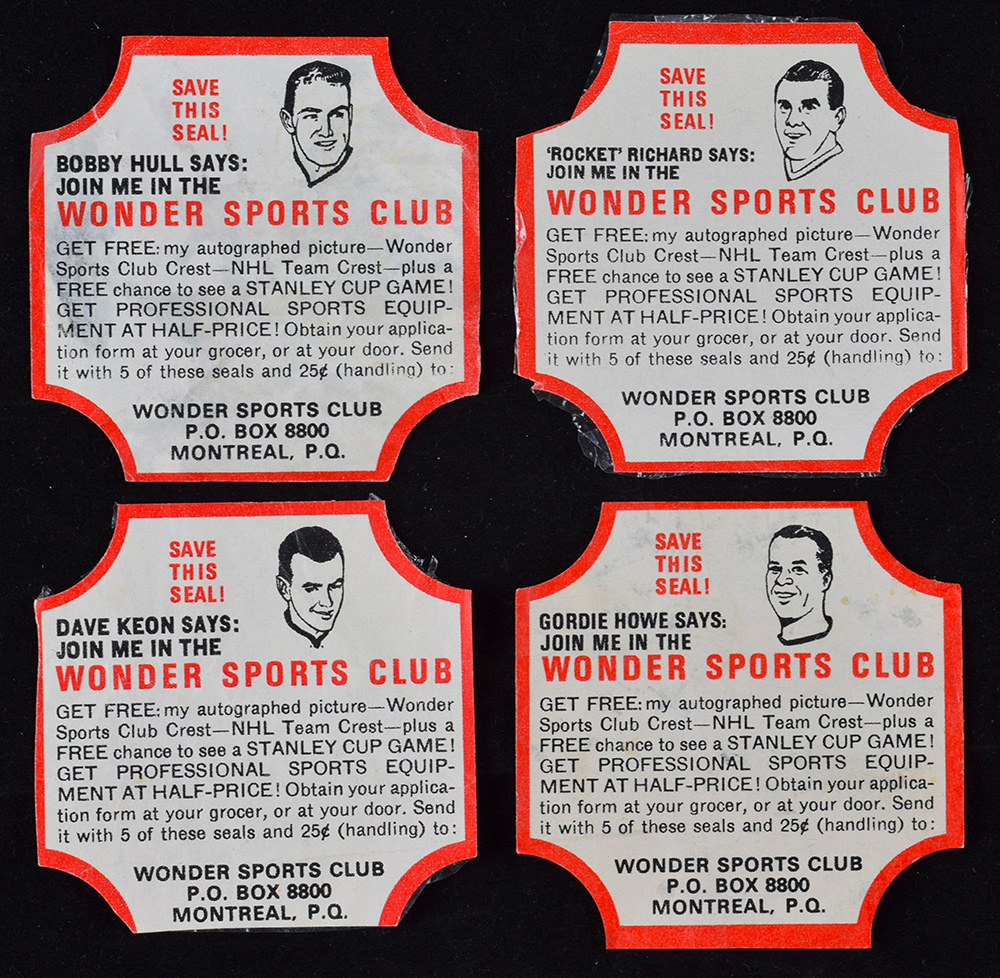 SAVE
THIS
SEAL!
BOBBY HULL SAYS:
JOIN ME IN THE
WONDER SPORTS CLUB
GET FREE: my autographed picture—Wonder
Sports Club Crest—NHL Team Crest—plus a
FREE chance to see a STANLEY CUP GAME!
GET PROFESSIONAL SPORTS EQUIP-
MENT AT HALF-PRICE! Obtain your applica-
tion form at your grocer, or at your door. Send
it with 5 of these seals and 25¢ (handling) to:
WONDER SPORTS CLUB
P.O. BOX 8800
MONTREAL, P.Q.
SAVE
THIS
SEAL!
'ROCKET' RICHARD SAYS:
JOIN ME IN THE
WONDER SPORTS CLUB
GET FREE: my autographed picture—Wonder
Sports Club Crest—NHL Team Crest—plus a
FREE chance to see a STANLEY CUP GAME!
GET PROFESSIONAL SPORTS EQUIP-
MENT AT HALF-PRICE! Obtain your applica-
tion form at your grocer, or at your door. Send
it with 5 of these seals and 25¢ (handling) to:
WONDER SPORTS CLUB
P.O. BOX 8800
MONTREAL, P.Q.
SAVE
THIS
SEAL!
DAVE KEON SAYS:
JOIN ME IN THE
WONDER SPORTS CLUB
GET FREE: my autographed picture—Wonder
Sports Club Crest—NHL Team Crest—plus a
FREE chance to see a STANLEY CUP GAME!
GET PROFESSIONAL SPORTS EQUIP-
MENT AT HALF-PRICE! Obtain your applica-
tion form at your grocer, or at your door. Send
it with 5 of these seals and 25¢ (handling) to:
WONDER SPORTS CLUB
P.O. BOX 8800
MONTREAL, P.Q.
SAVE
THIS
SEAL!
GORDIE HOWE SAYS:
JOIN ME IN THE
WONDER SPORTS CLUB
GET FREE: my autographed picture—Wonder
Sports Club Crest—NHL Team Crest—plus a
FREE chance to see a STANLEY CUP GAME!
GET PROFESSIONAL SPORTS EQUIP-
MENT AT HALF-PRICE! Obtain your applica-
tion form at your grocer, or at your door. Send
it with 5 of these seals and 25¢ (handling) to:
WONDER SPORTS CLUB
P.O. BOX 8800
MONTREAL, P.Q.